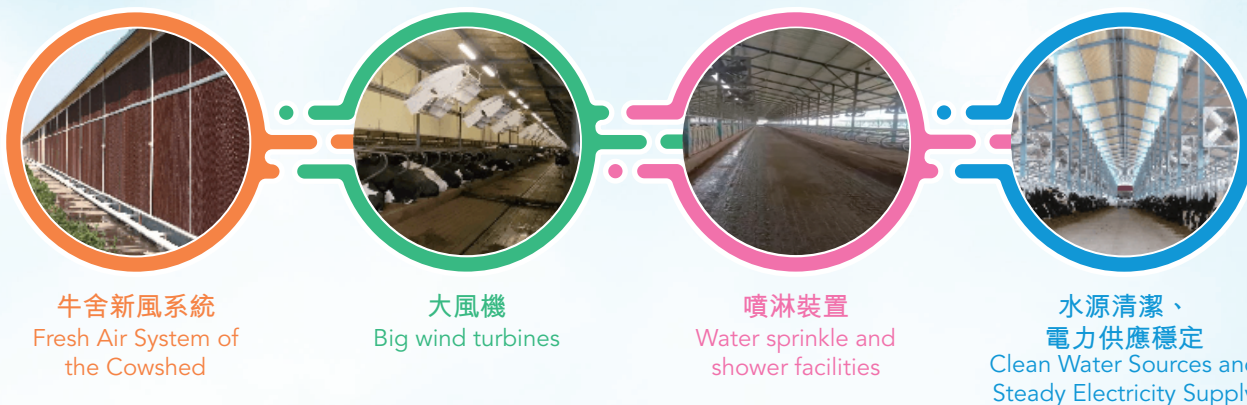 牛舍新風系統
Fresh Air System of
the Cowshed
大風機
Big wind turbines
噴淋裝置
Water sprinkle and
shower facilities
水源清潔、
電力供應穩定
Clean Water Sources and
Steady Electricity Supply